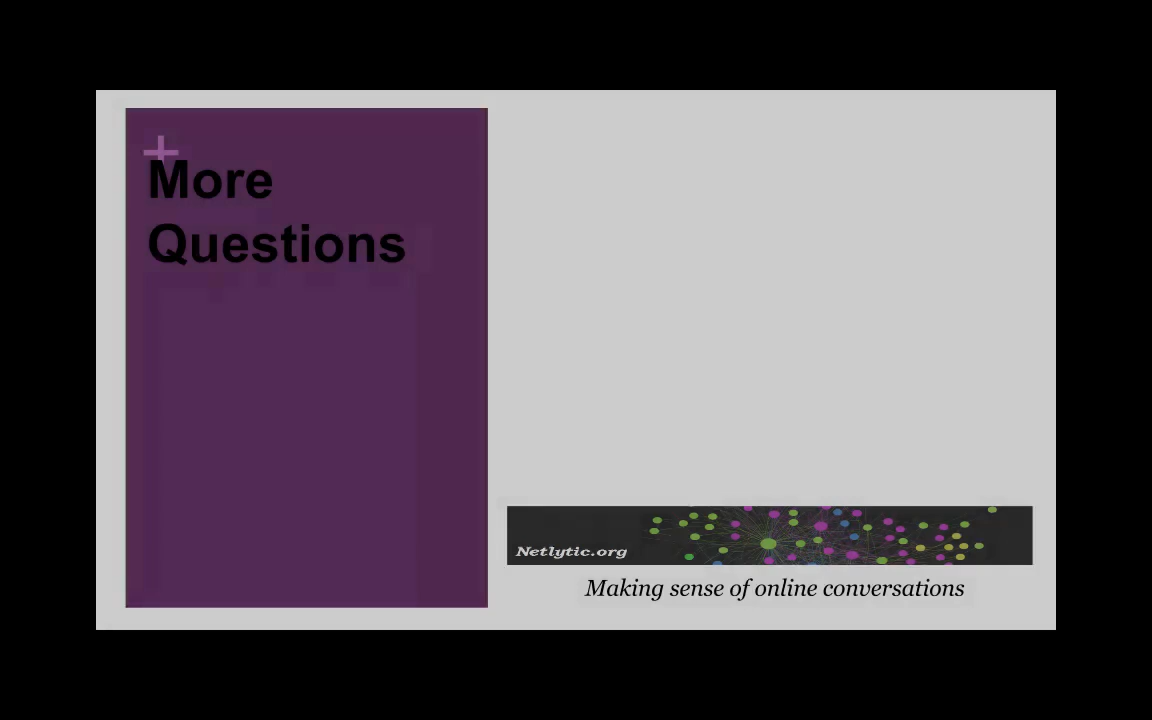 +
More
Questions
Netlytic.org
Making sense of online conversations